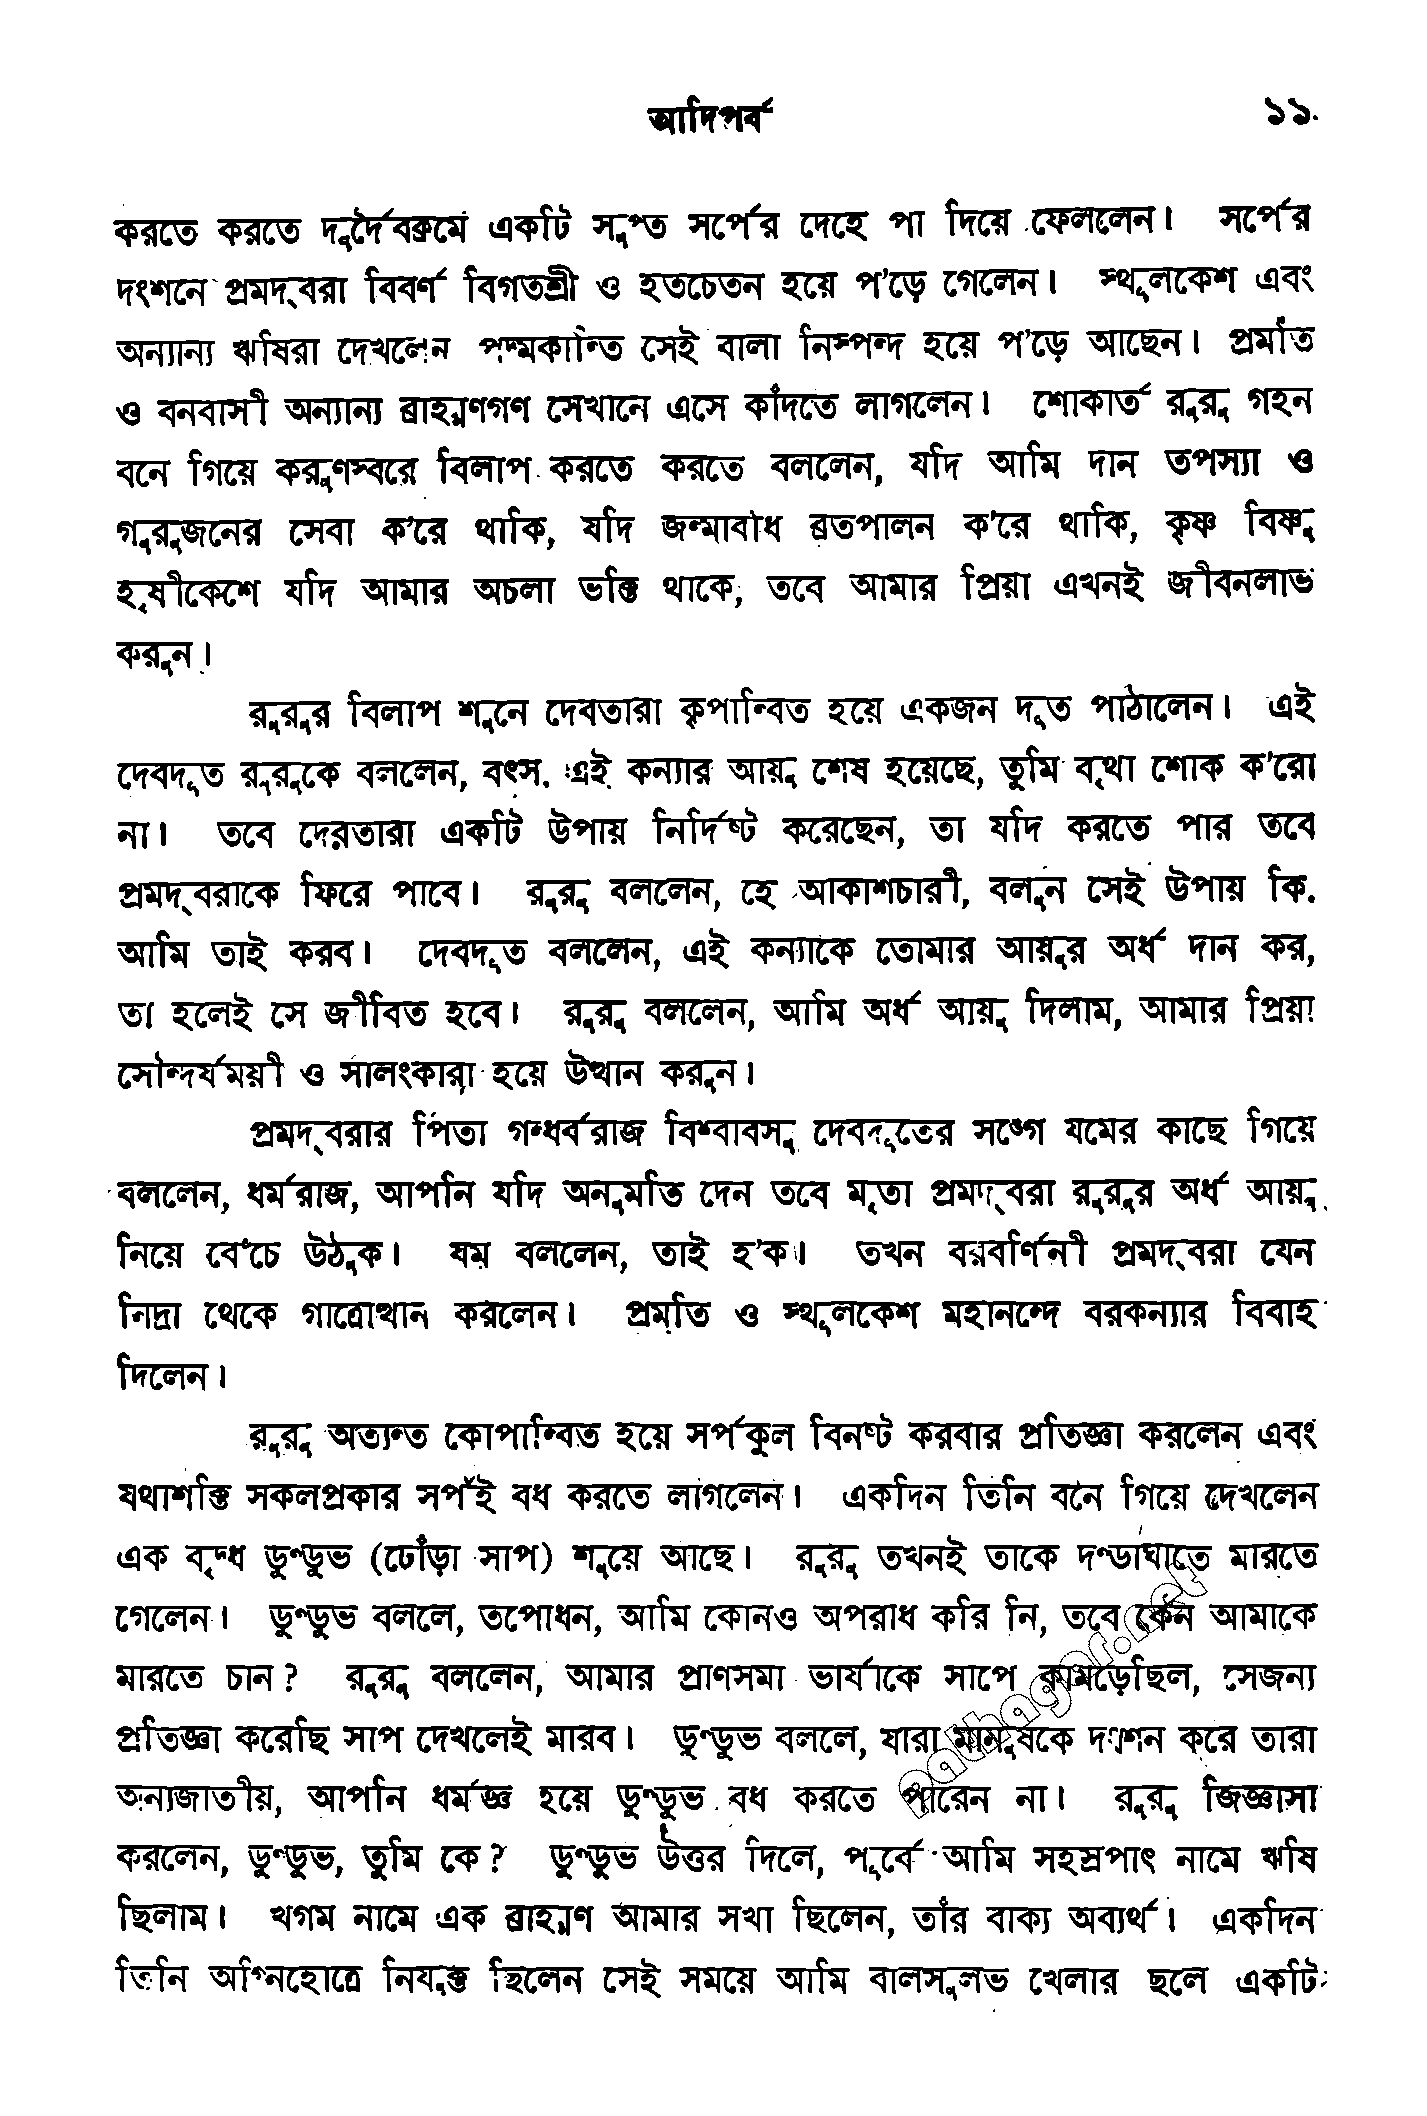 আদিপর্ব ১১
করতে করতে দুর্দৈবক্রমে একটি সুপ্ত সর্পের দেহে পা দিয়ে ফেললেন। সর্পের
দংশনে প্রমদ্‌বরা বিবর্ণ বিগতশ্রী ও হতচেতন হয়ে প'ড়ে গেলেন। স্থূলকেশ এবং
অন্যান্য ঋষিরা দেখলেন পদ্মকান্তি সেই বালা নিস্পন্দ হয়ে প'ড়ে আছেন। প্রমতি
ও বনবাসী অন্যান্য ব্রাহ্মণগণ সেখানে এসে কাঁদতে লাগলেন। শোকার্ত রুরু গহন
বনে গিয়ে করুণস্বরে বিলাপ করতে করতে বললেন, যদি আমি দান তপস্যা ও
গুরুজনের সেবা ক'রে থাকি, যদি জন্মাবধি ব্রতপালন ক'রে থাকি, কৃষ্ণ বিষ্ণু
হৃষীকেশে যদি আমার অচলা ভক্তি থাকে, তবে আমার প্রিয়া এখনই জীবনলাভ
করুন।
রুরুর বিলাপ শুনে দেবতারা কৃপান্বিত হয়ে একজন দূত পাঠালেন। এই
দেবদূত রুরুকে বললেন, বৎস, এই কন্যার আয়ু শেষ হয়েছে, তুমি বৃথা শোক ক'রো
না। তবে দেবতারা একটি উপায় নির্দিষ্ট করেছেন, তা যদি করতে পার তবে
প্রমদ্‌বরাকে ফিরে পাবে। রুরু বললেন, হে আকাশচারী, বলুন সেই উপায় কি,
আমি তাই করব। দেবদূত বললেন, এই কন্যাকে তোমার আয়ুর অর্ধ দান কর,
তা হলেই সে জীবিত হবে। রুরু বললেন, আমি অর্ধ আয়ু দিলাম, আমার প্রিয়া
সৌন্দর্যময়ী ও সালংকারা হয়ে উত্থান করুন।
প্রমদ্‌বরার পিতা গন্ধর্বরাজ বিশ্বাবসু দেবদূতের সঙ্গে যমের কাছে গিয়ে
বললেন, ধর্মরাজ, আপনি যদি অনুমতি দেন তবে মৃতা প্রমদ্‌বরা রুরুর অর্ধ আয়ু
নিয়ে বেঁচে উঠুক। যম বললেন, তাই হ'ক। তখন বরবর্ণিনী প্রমদ্‌বরা যেন
নিদ্রা থেকে গাত্রোত্থান করলেন। প্রমতি ও স্থূলকেশ মহানন্দে বরকন্যার বিবাহ
দিলেন।
রুরু অত্যন্ত কোপান্বিত হয়ে সর্পকুল বিনষ্ট করবার প্রতিজ্ঞা করলেন এবং
যথাশক্তি সকলপ্রকার সর্পই বধ করতে লাগলেন। একদিন তিনি বনে গিয়ে দেখলেন
এক বৃদ্ধ ডুণ্ডুভ (ঢোঁড়া সাপ) শুয়ে আছে। রুরু তখনই তাকে দণ্ডাঘাতে মারতে
গেলেন। ডুণ্ডুভ বললে, তপোধন, আমি কোনও অপরাধ করি নি, তবে কেন আমাকে
মারতে চান? রুরু বললেন, আমার প্রাণসমা ভার্যাকে সাপে কামড়েছিল, সেজন্য
প্রতিজ্ঞা করেছি সাপ দেখলেই মারব। ডুণ্ডুভ বললে, যারা মানুষকে দংশন করে তারা
অন্যজাতীয়, আপনি ধর্মজ্ঞ হয়ে ডুণ্ডুভ বধ করতে পারেন না। রুরু জিজ্ঞাসা
করলেন, ডুণ্ডুভ, তুমি কে? ডুণ্ডুভ উত্তর দিলে, পূর্বে আমি সহস্রপাৎ নামে ঋষি
ছিলাম। খগম নামে এক ব্রাহ্মণ আমার সখা ছিলেন, তাঁর বাক্য অব্যর্থ। একদিন
তিনি অগ্নিহোত্রে নিযুক্ত ছিলেন সেই সময়ে আমি বালসুলভ খেলার ছলে একটি
pathagar.net